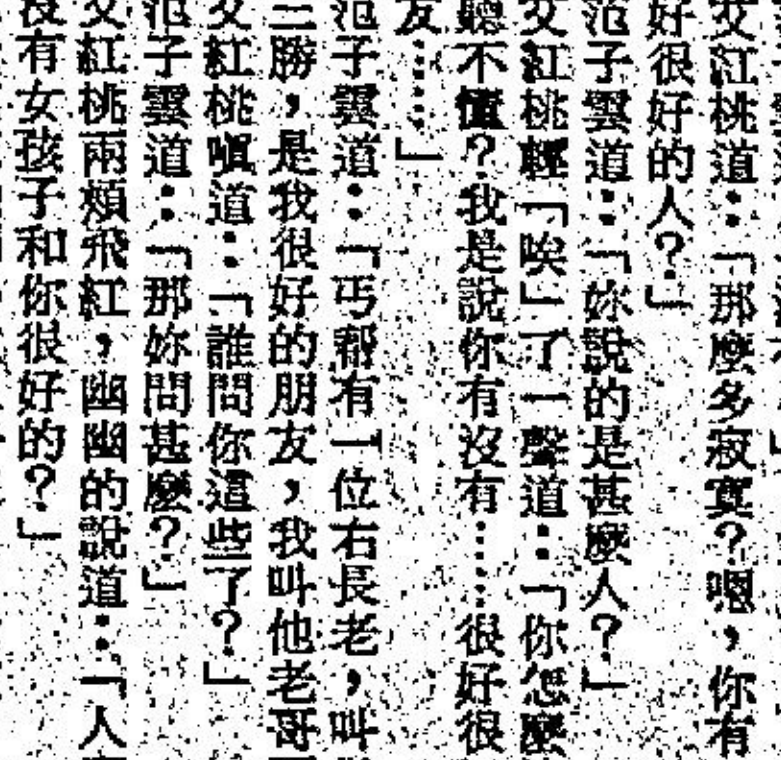 艾紅桃道：「那麼多寂寞？嗯，你有
好很好的人？」
范子雲道：「妳說的是甚麼人？」
艾紅桃輕「唉」了一聲道：「你怎麼
聽不懂？我是說你有沒有……很好很
友……」
范子雲道：「丐幫有一位右長老，叫
三勝，是我很好的朋友，我叫他老哥
艾紅桃嗔道：「誰問你這些了？」
范子雲道：「那妳問甚麼？」
艾紅桃兩頰飛紅，幽幽的說道：「人
沒有女孩子和你很好的？」